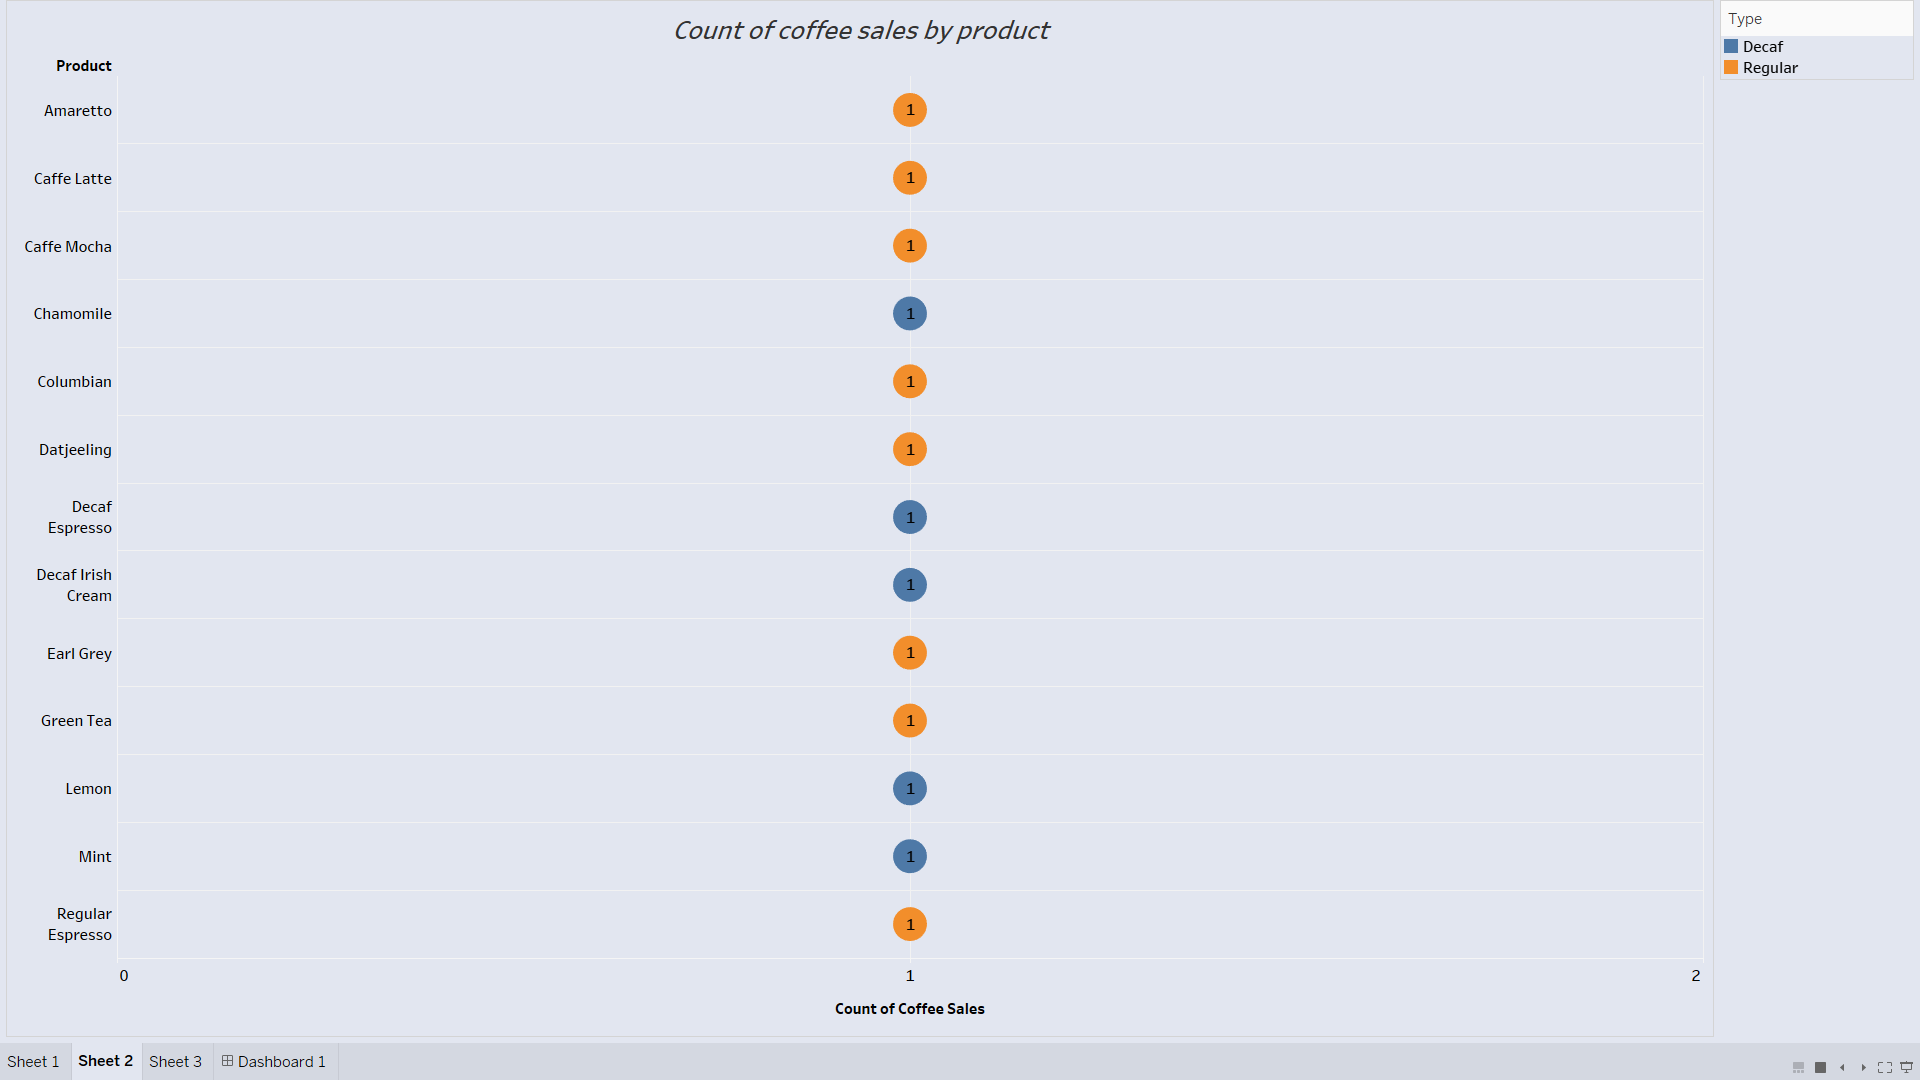 Count of coffee sales by product
Type
Decaf
Regular
Product
Amaretto
1
Caffe Latte
1
Caffe Mocha
1
Chamomile
1
Columbian
1
Datjeeling
1
Decaf
Espresso
1
Decaf Irish
Cream
1
Earl Grey
1
Green Tea
1
Lemon
1
Mint
1
Regular
Espresso
1
0 1 2
Count of Coffee Sales
Sheet 1 Sheet 2 Sheet 3 Dashboard 1